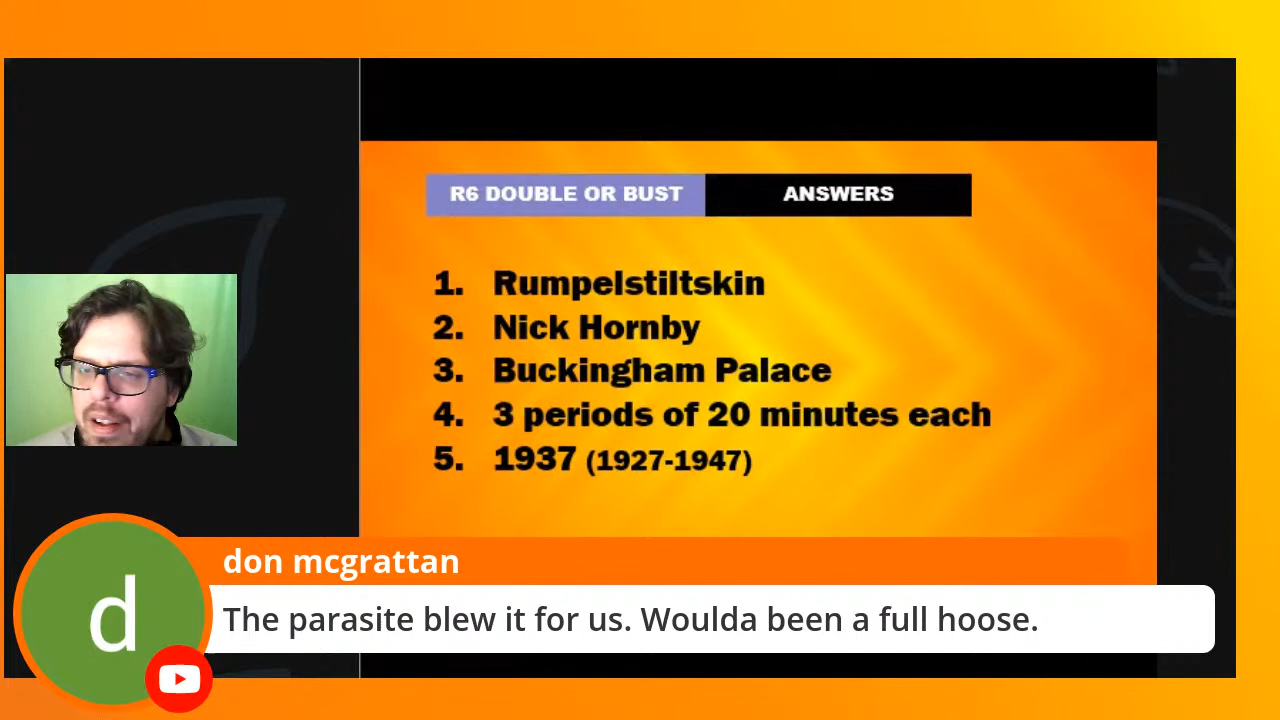 R6 DOUBLE OR BUST ANSWERS
1. Rumpelstiltskin
2. Nick Hornby
3. Buckingham Palace
4. 3 periods of 20 minutes each
5. 1937 (1927-1947)
don mcgrattan
d
The parasite blew it for us. Woulda been a full hoose.